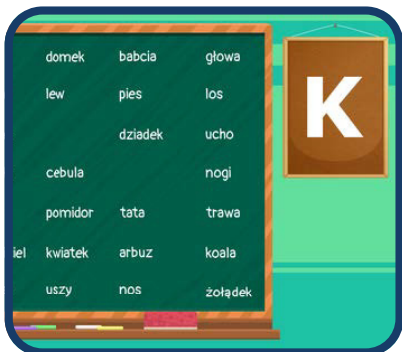 domek babcia głowa
lew pies los
dziadek ucho
cebula nogi
pomidor tata trawa
iel kwiatek arbuz koala
uszy nos żołądek
K